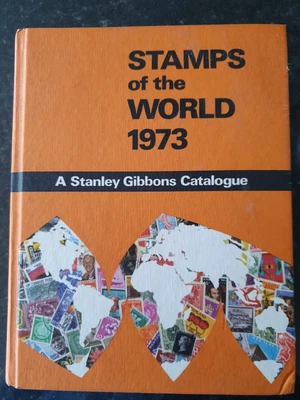 STAMPS
of the
WORLD
1973
A Stanley Gibbons Catalogue